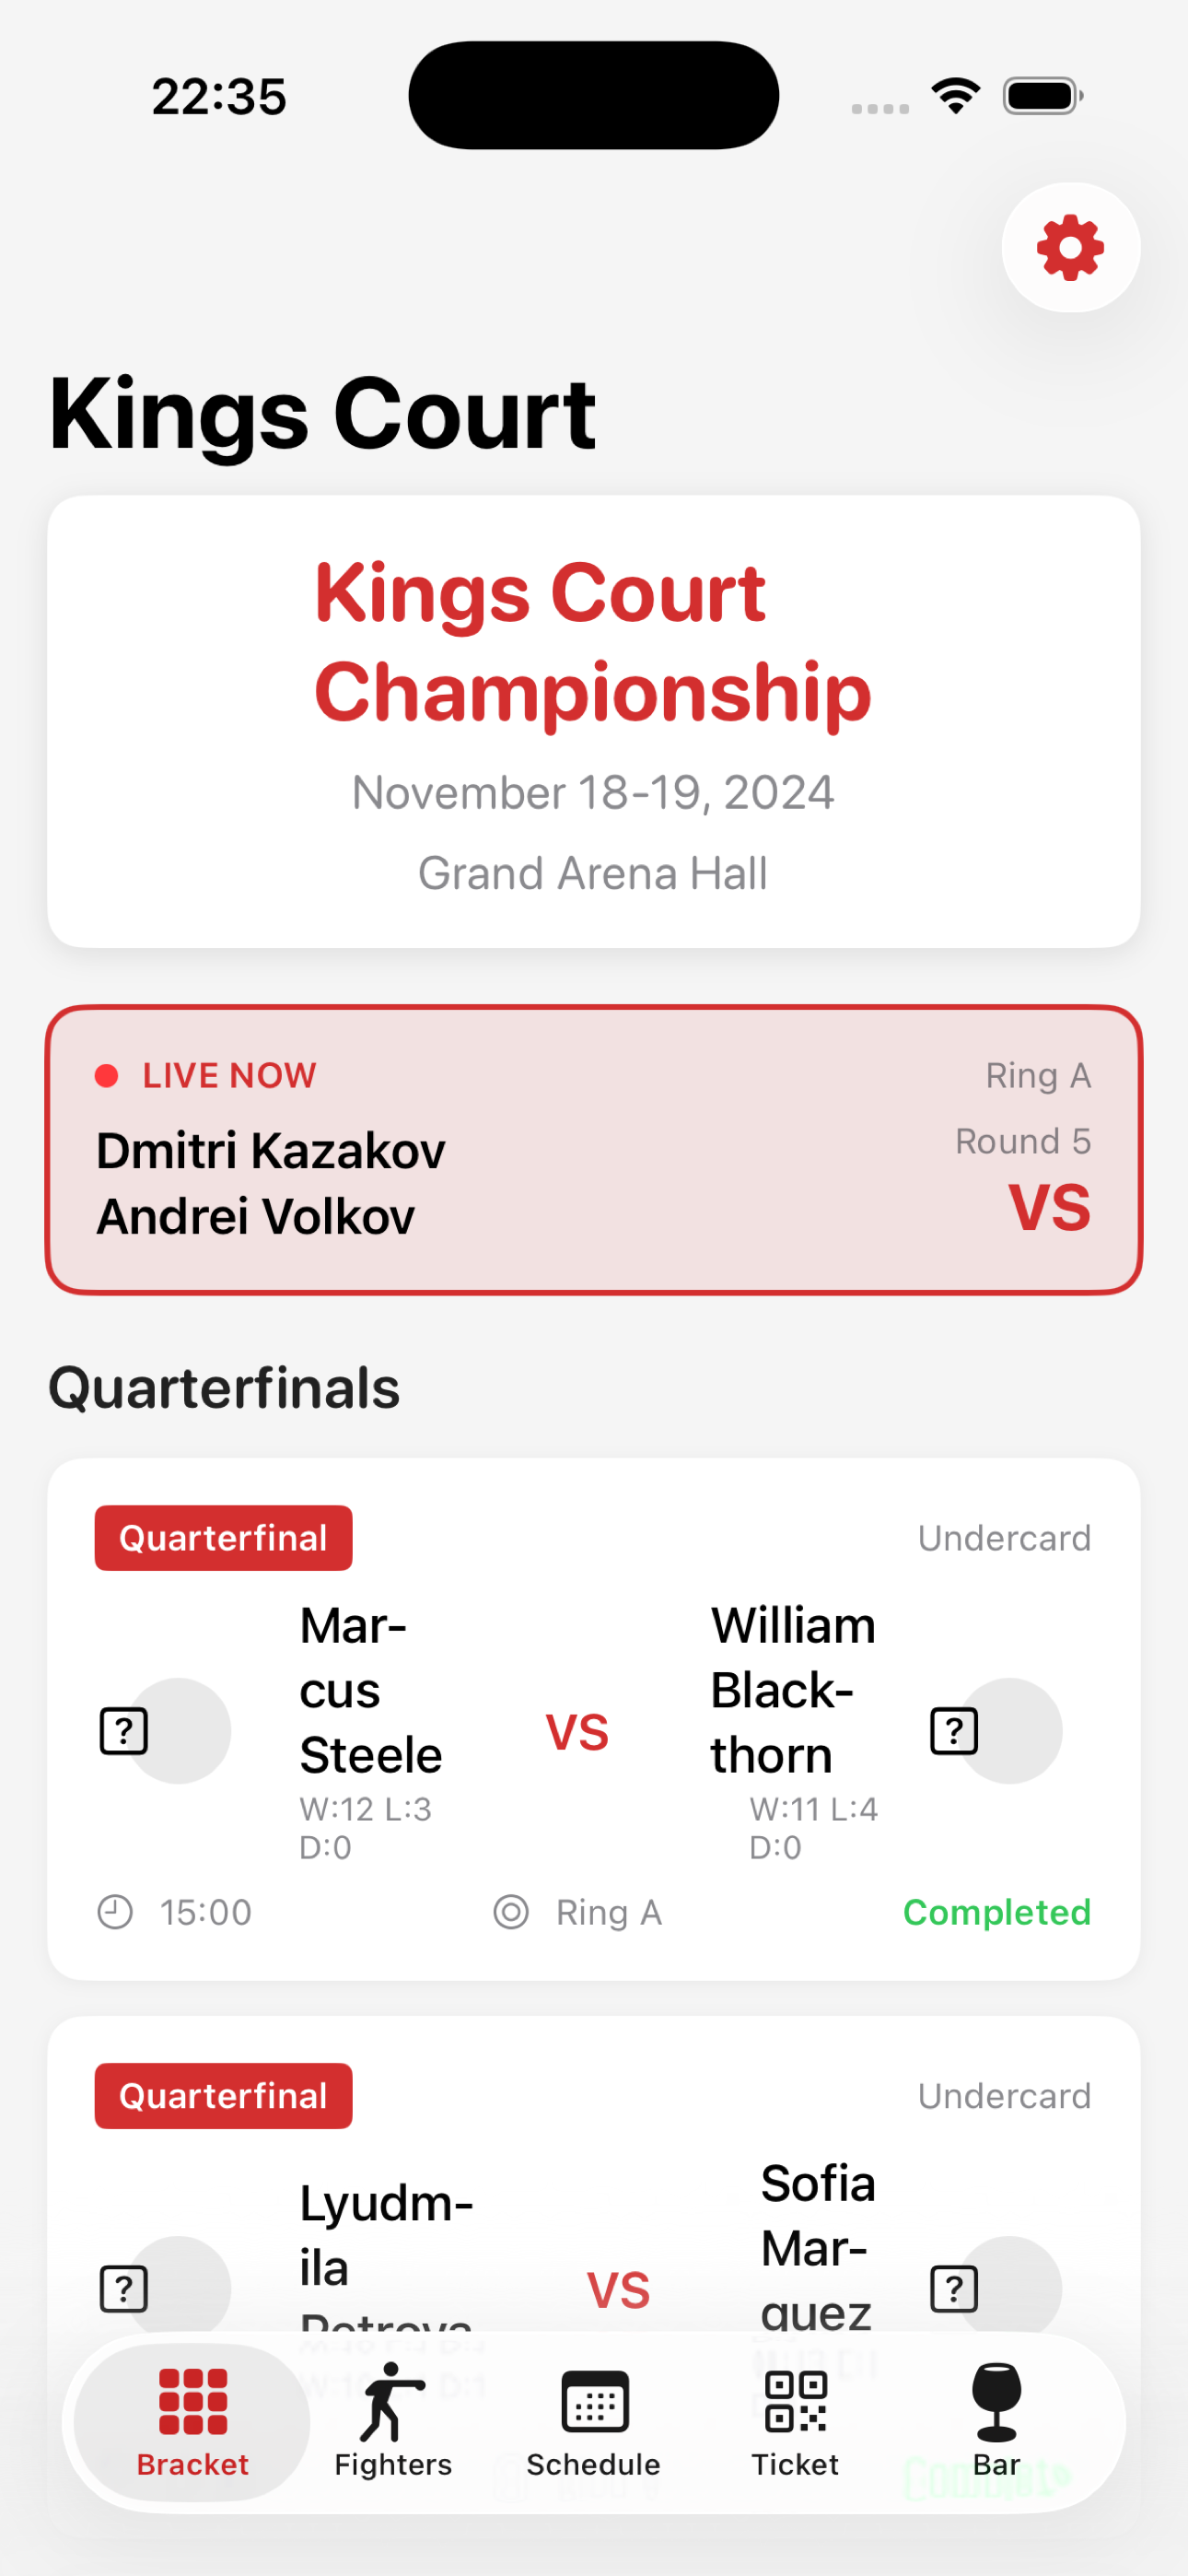 22:35
Kings Court
Kings Court
Championship
November 18-19, 2024
Grand Arena Hall
LIVE NOW
Ring A
Dmitri Kazakov
Round 5
Andrei Volkov
VS
Quarterfinals
Quarterfinal
Undercard
Mar-
cus
Steele
W:12 L:3
D:0
VS
William
Black-
thorn
W:11 L:4
D:0
?
?
15:00
Ring A
Completed
Quarterfinal
Undercard
Lyudm-
ila
Petrova
VS
Sofia
Mar-
quez
?
?
Bracket
Fighters
Schedule
Ticket
Bar